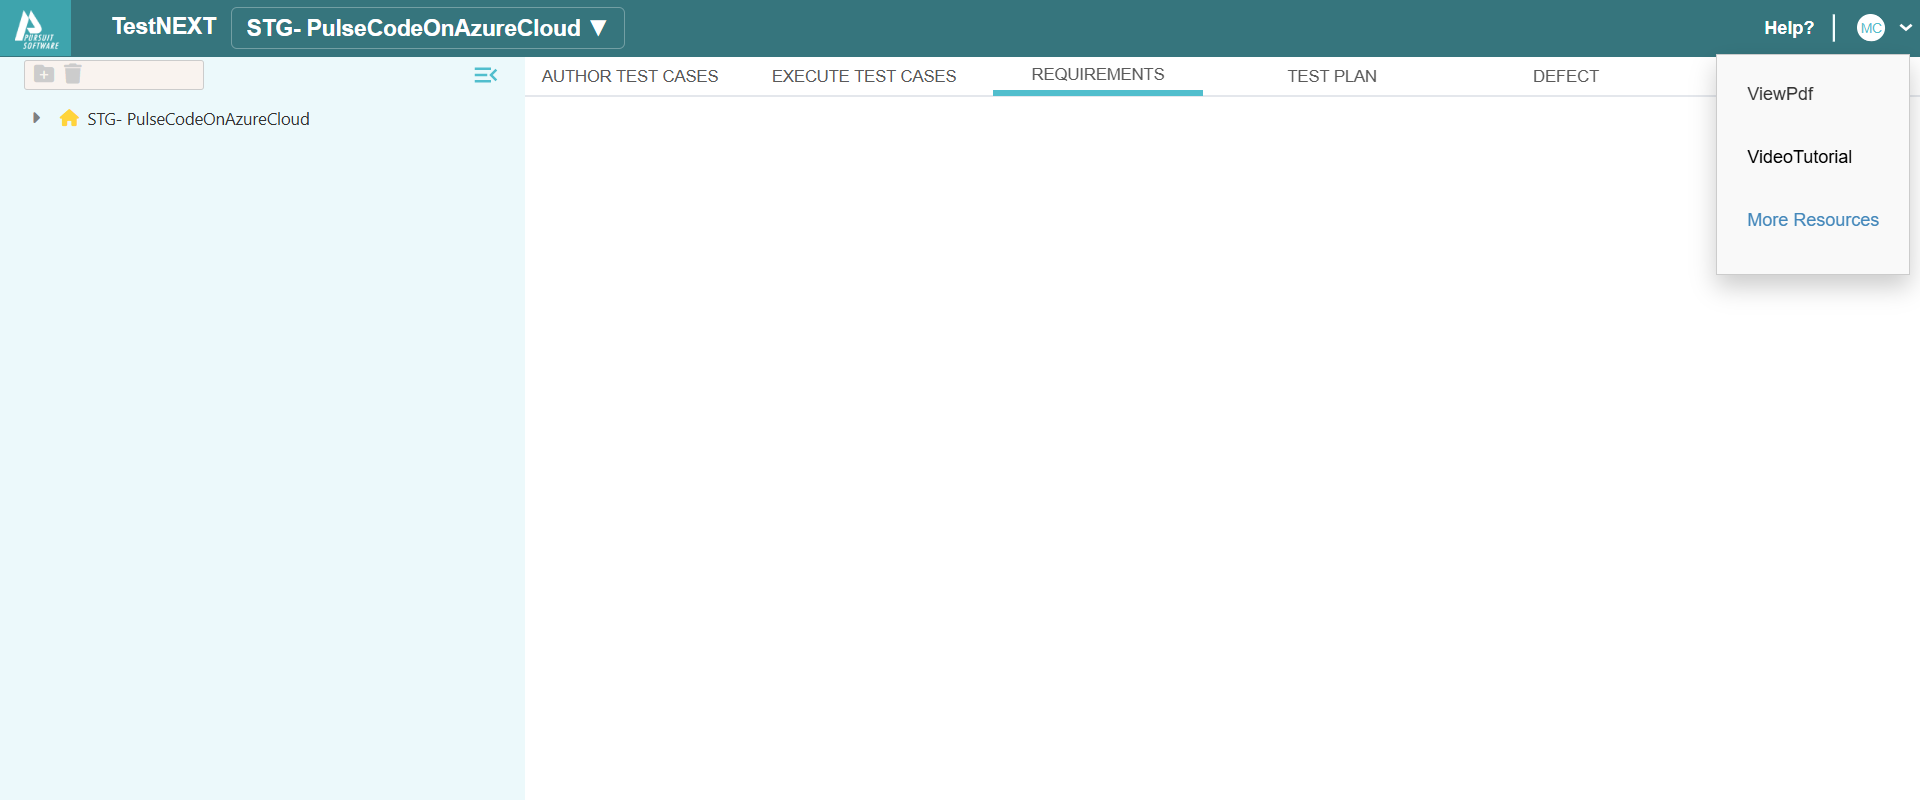 PURSUIT
SOFTWARE
TestNEXT
STG- PulseCodeOnAzureCloud ▼
Help?
MC
AUTHOR TEST CASES
EXECUTE TEST CASES
REQUIREMENTS
TEST PLAN
DEFECT
STG- PulseCodeOnAzureCloud
ViewPdf
VideoTutorial
More Resources